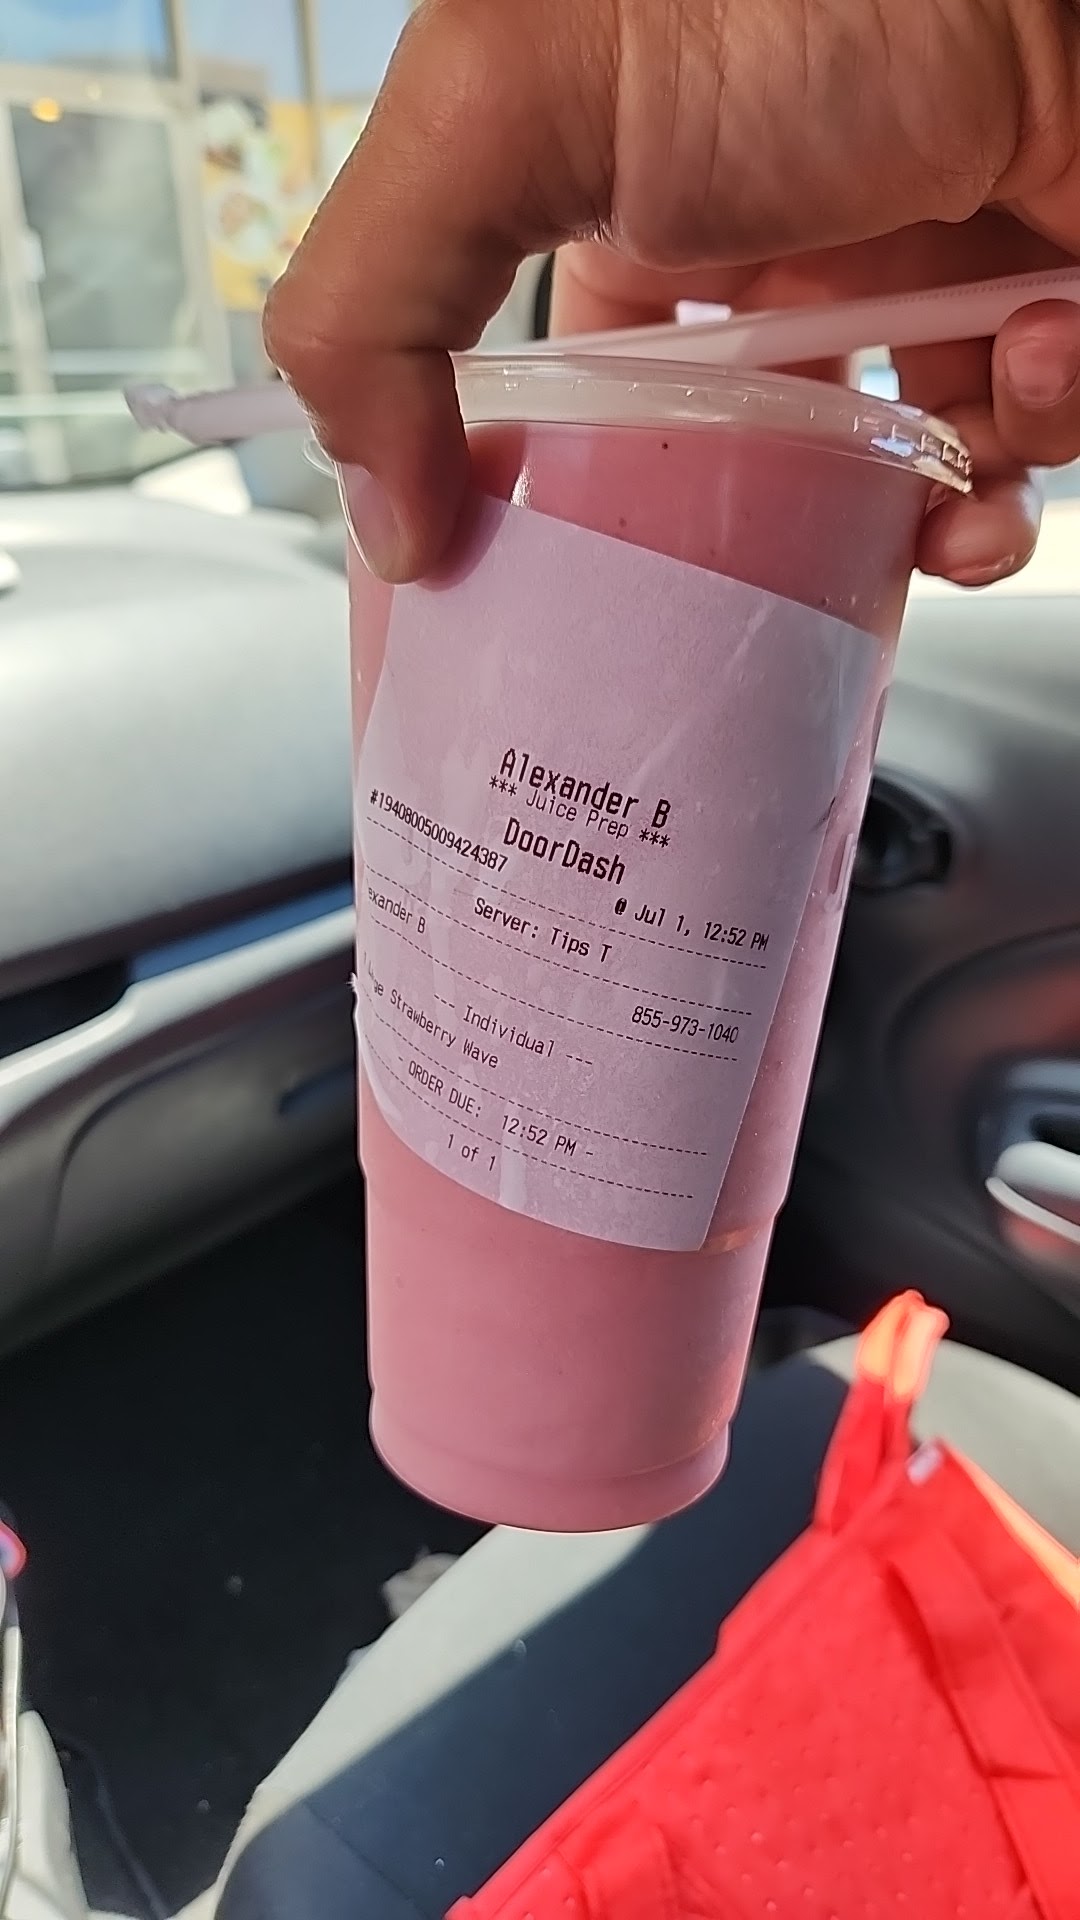 Alexander B
*** Juice Prep ***
DoorDash
#19408005009424387
@ Jul 1, 12:52 PM
Server: Tips T
exander B
855-973-1040
--- Individual ---
Strawberry Wave
- ORDER DUE: 12:52 PM -
1 of 1